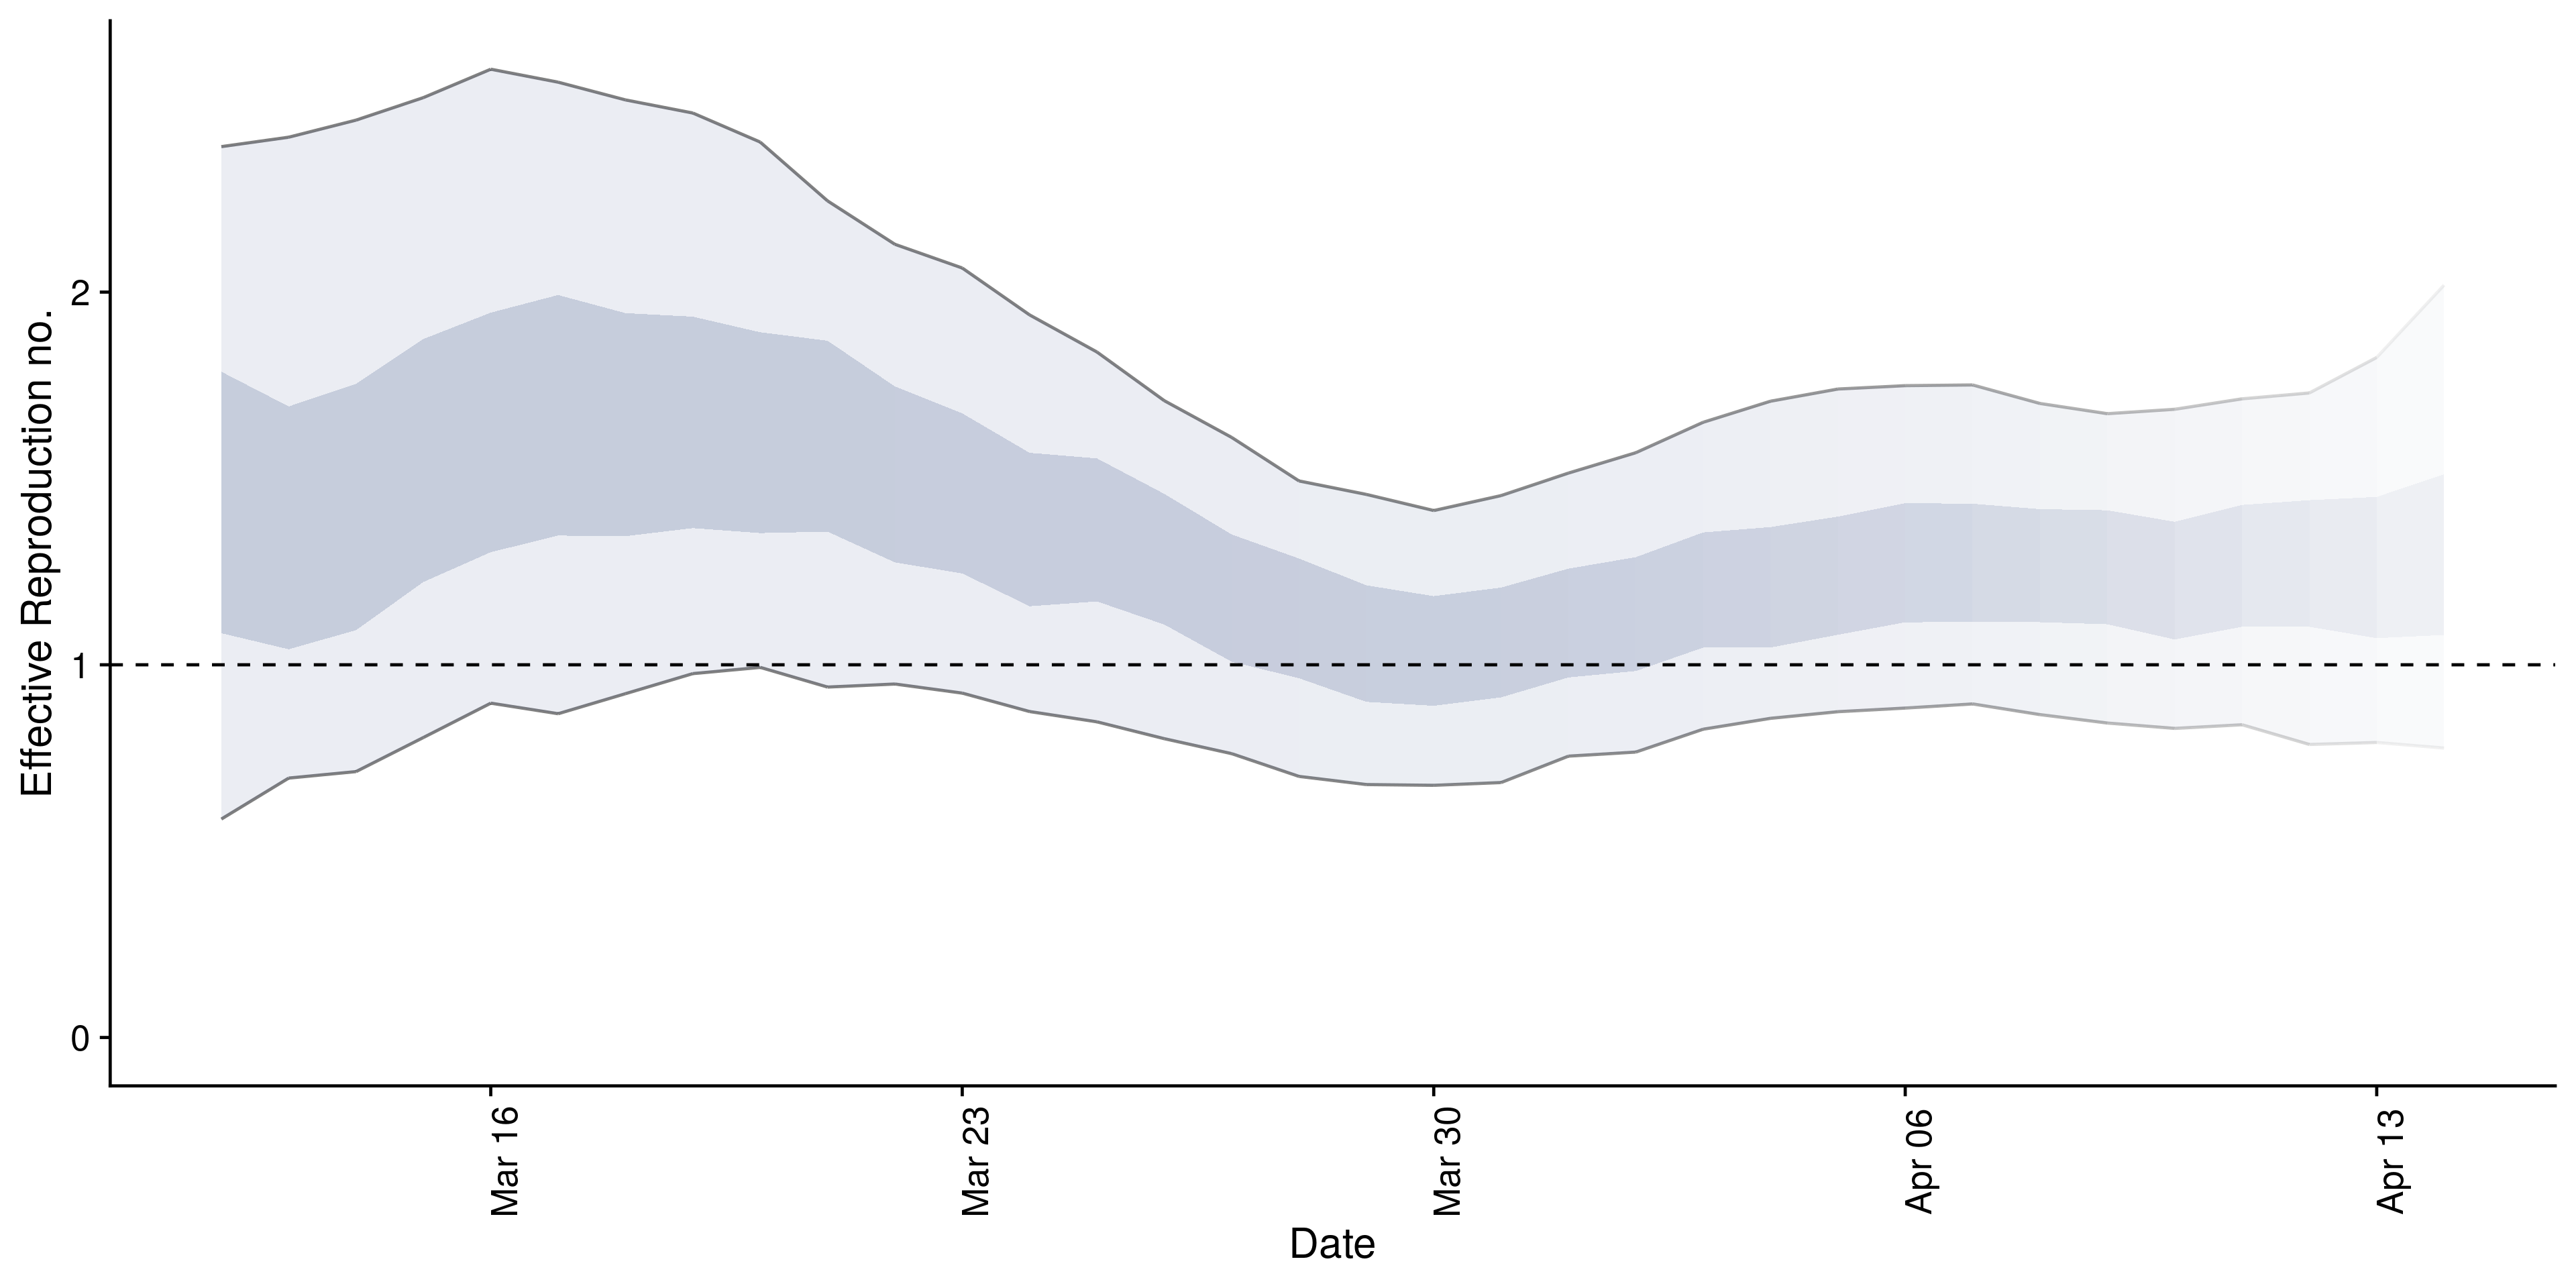 Effective Reproduction no.
2
1
0
Mar 16
Mar 23
Mar 30
Apr 06
Apr 13
Date